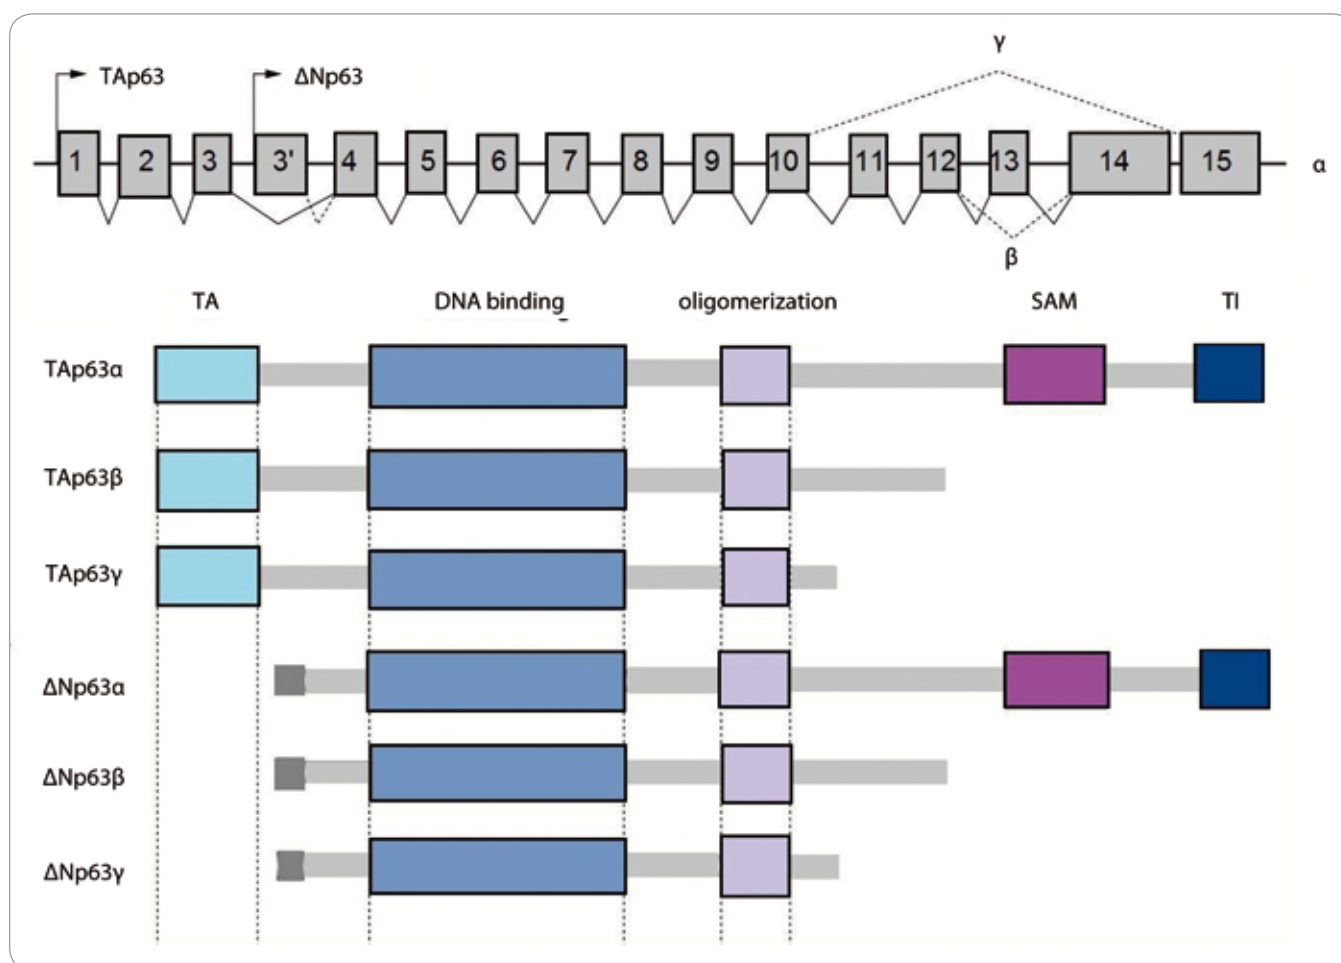 γ
TAp63 ΔNp63
1 2 3 3' 4 5 6 7 8 9 10 11 12 13 14 15 α
β
TA DNA binding oligomerization SAM TI
TAp63α
TAp63β
TAp63γ
ΔNp63α
ΔNp63β
ΔNp63γ